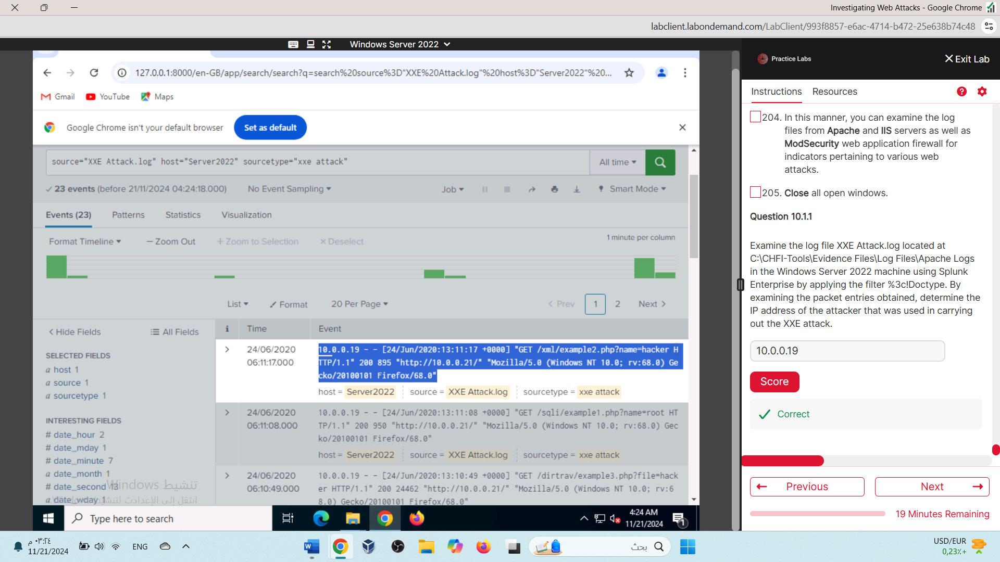 Investigating Web Attacks - Google Chrome
labclient.labondemand.com/LabClient/993f8857-e6ac-4714-b472-25e638b74c48
Windows Server 2022
127.0.0.1:8000/en-GB/app/search/search?q=search%20source%3D"XXE%20Attack.log"%20host%3D"Server2022"%20...
Gmail YouTube Maps
Google Chrome isn't your default browser Set as default
source="XXE Attack.log" host="Server2022" sourcetype="xxe attack"
All time
23 events (before 21/11/2024 04:24:18.000) No Event Sampling Job Smart Mode
Events (23) Patterns Statistics Visualization
Format Timeline — Zoom Out + Zoom to Selection × Deselect 1 minute per column
List Format 20 Per Page < Prev 1 2 Next >
< Hide Fields All Fields
SELECTED FIELDS
a host 1
a source 1
a sourcetype 1
INTERESTING FIELDS
# date_hour 2
# date_mday 1
# date_minute 7
a date_month 1
# date_second 13
a date_wday 1
i Time Event
24/06/2020
06:11:17.000
10.0.0.19 - - [24/Jun/2020:13:11:17 +0000] "GET /xml/example2.php?name=hacker H
TTP/1.1" 200 895 "http://10.0.0.21/" "Mozilla/5.0 (Windows NT 10.0; rv:68.0) Ge
cko/20100101 Firefox/68.0"
host = Server2022 source = XXE Attack.log sourcetype = xxe attack
24/06/2020
06:11:08.000
10.0.0.19 - - [24/Jun/2020:13:11:08 +0000] "GET /sqli/example1.php?name=root HT
TP/1.1" 200 950 "http://10.0.0.21/" "Mozilla/5.0 (Windows NT 10.0; rv:68.0) Gec
ko/20100101 Firefox/68.0"
host = Server2022 source = XXE Attack.log sourcetype = xxe attack
24/06/2020
06:10:49.000
10.0.0.19 - - [24/Jun/2020:13:10:49 +0000] "GET /dirtrav/example3.php?file=hack
er HTTP/1.1" 200 24462 "http://10.0.0.21/" "Mozilla/5.0 (Windows NT 10.0; rv:6
8.0) Gecko/20100101 Firefox/68.0"
تنشيط Windows
انتقل إلى الإعدادات لتنشيط
Type here to search
4:24 AM
11/21/2024
1
Practice Labs
Exit Lab
Instructions Resources
204. In this manner, you can examine the log
files from Apache and IIS servers as well as
ModSecurity web application firewall for
indicators pertaining to various web
attacks.
205. Close all open windows.
Question 10.1.1
Examine the log file XXE Attack.log located at
C:\CHFI-Tools\Evidence Files\Log Files\Apache Logs
in the Windows Server 2022 machine using Splunk
Enterprise by applying the filter %3c!Doctype. By
examining the packet entries obtained, determine the
IP address of the attacker that was used in carrying
out the XXE attack.
10.0.0.19
Score
Correct
Previous Next
19 Minutes Remaining
٠٣:٢٤ م
11/21/2024
ENG
بحث
USD/EUR
0,23٪+